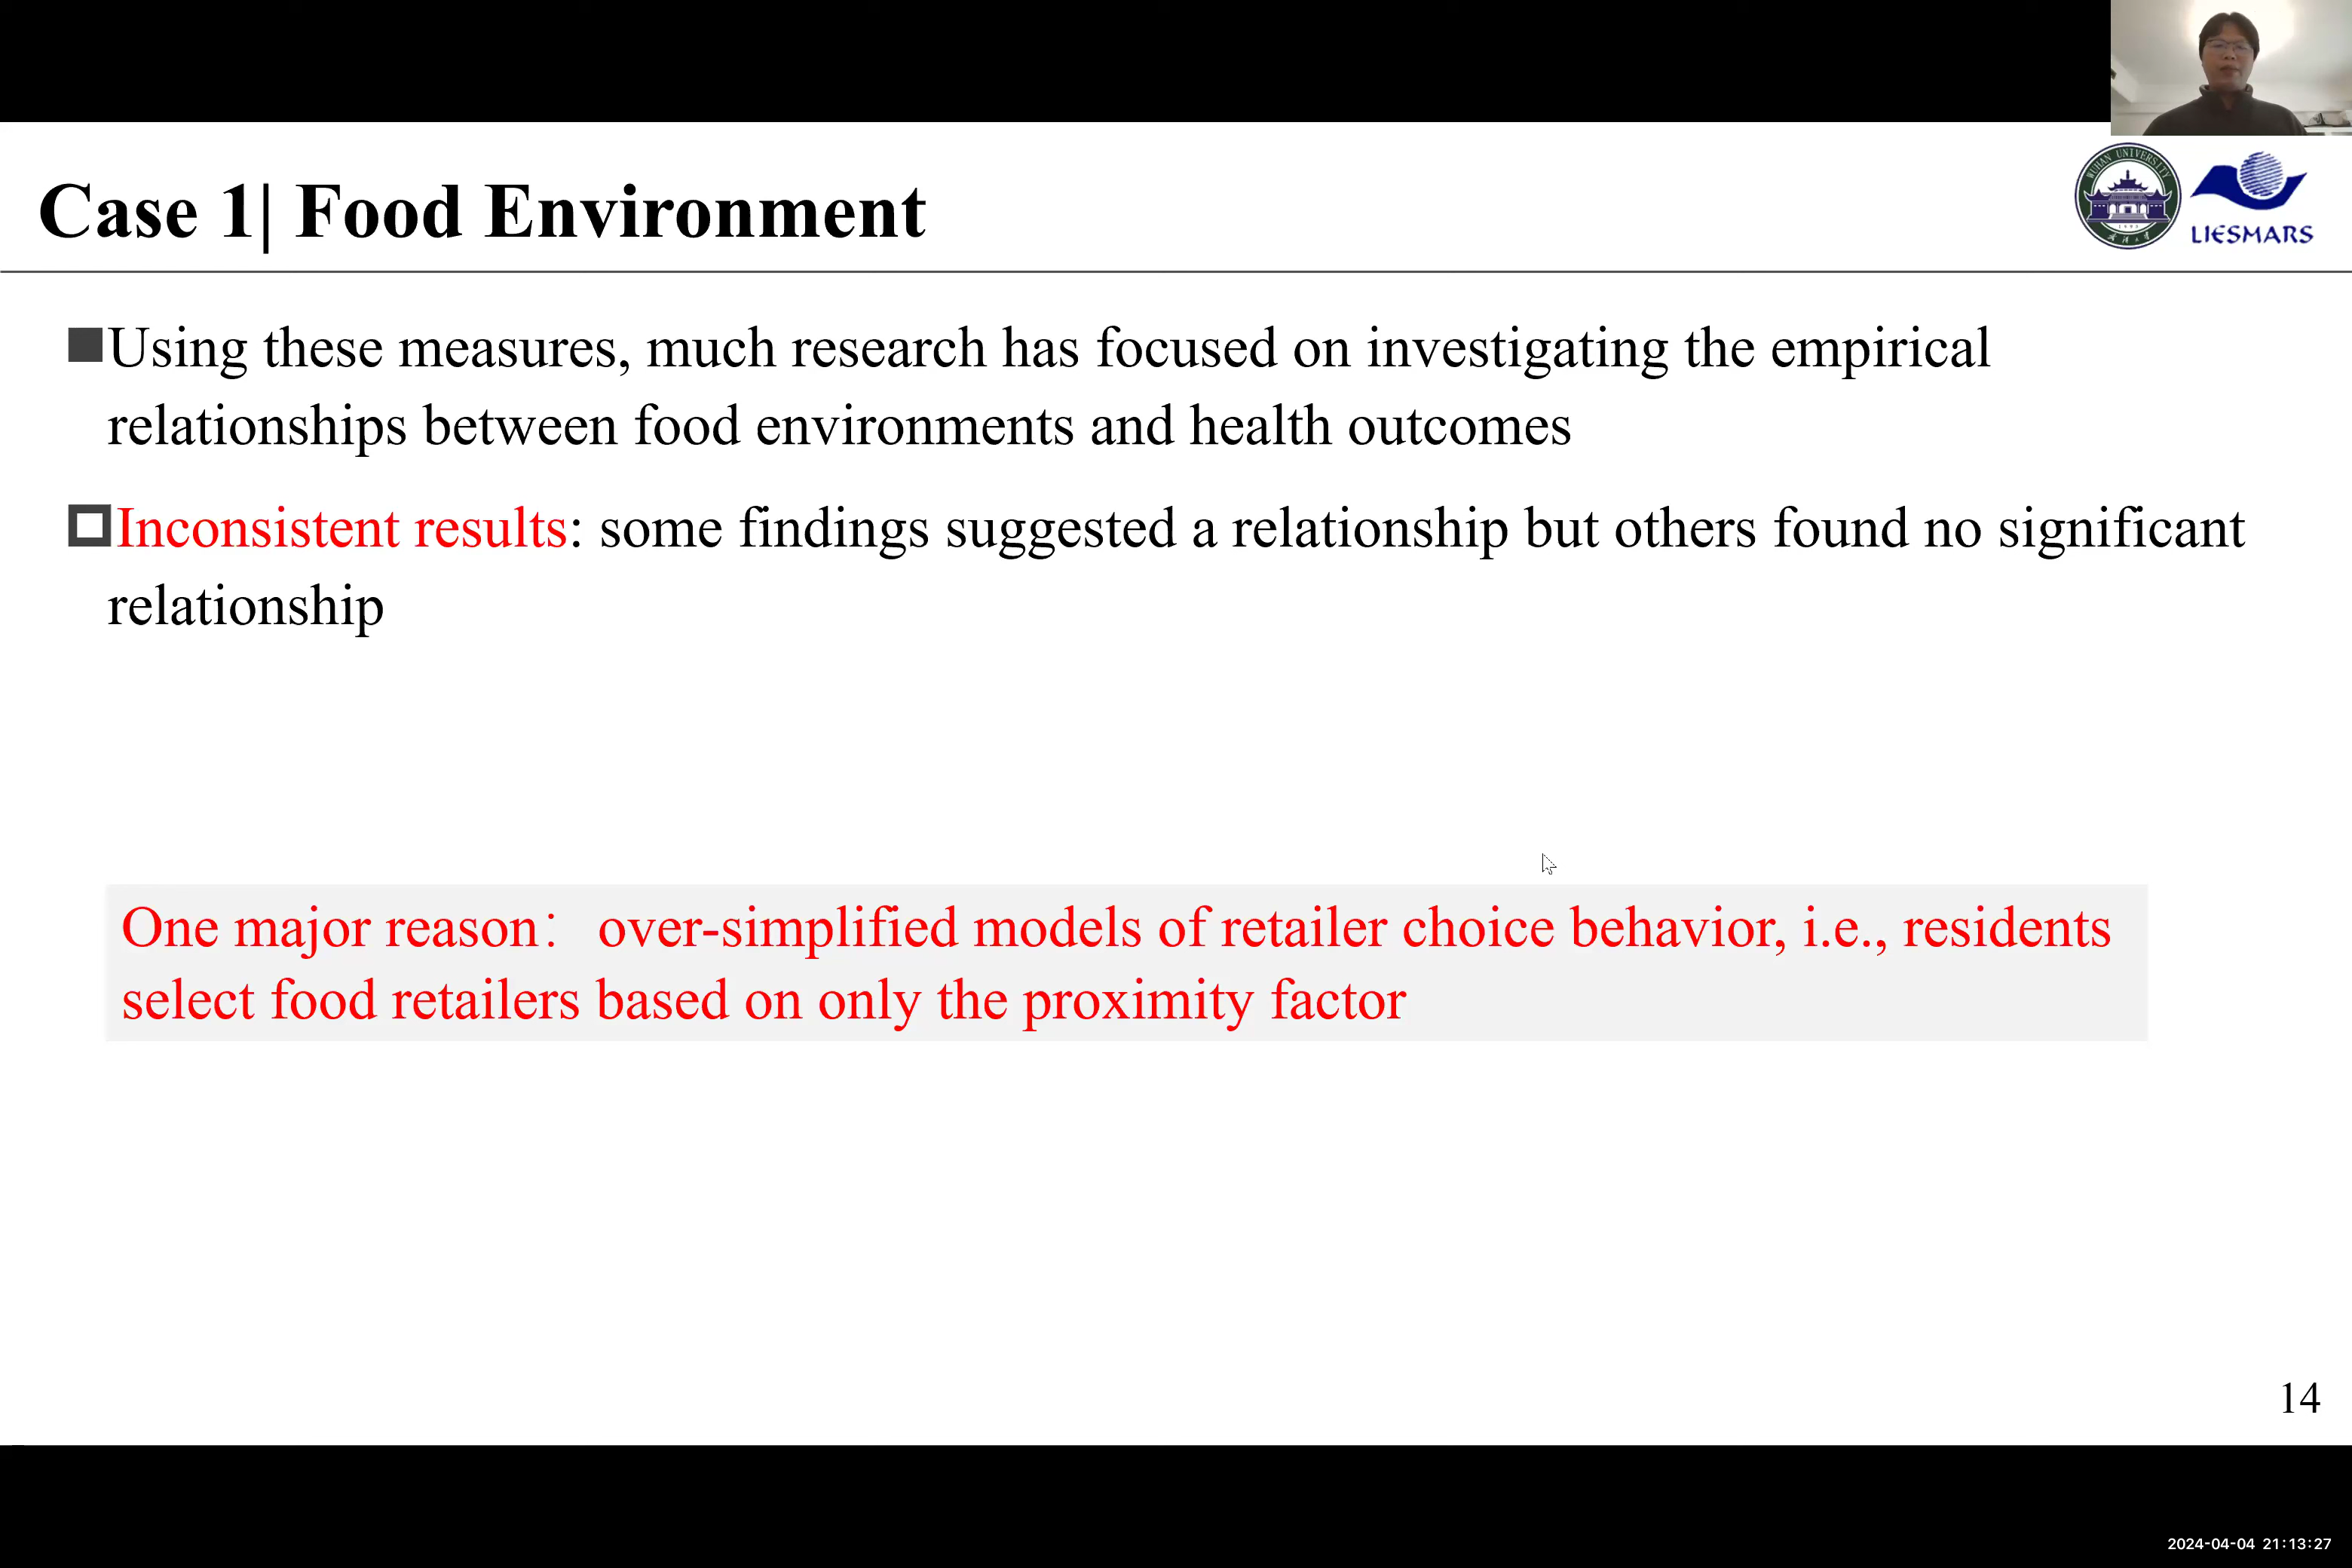 Case 1| Food Environment
WUHAN UNIVERSITY
1893
LIESMARS
Using these measures, much research has focused on investigating the empirical
relationships between food environments and health outcomes
Inconsistent results: some findings suggested a relationship but others found no significant
relationship
One major reason： over-simplified models of retailer choice behavior, i.e., residents
select food retailers based on only the proximity factor
14
2024-04-04 21:13:27